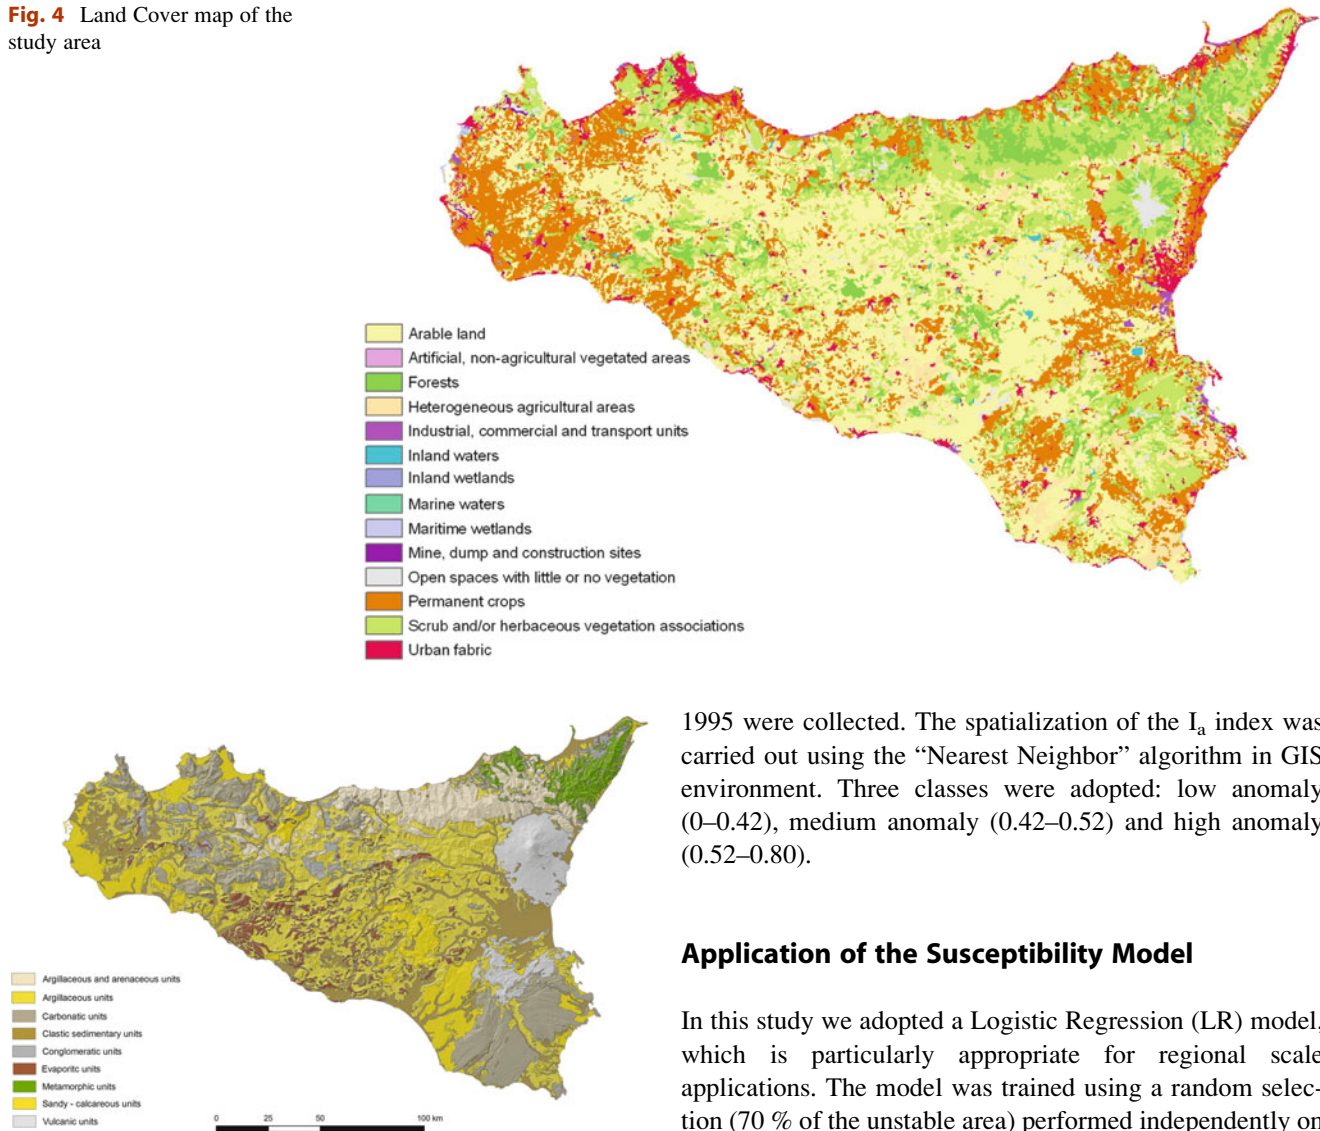 Fig. 4 Land Cover map of the
study area
Arable land
Artificial, non-agricultural vegetated areas
Forests
Heterogeneous agricultural areas
Industrial, commercial and transport units
Inland waters
Inland wetlands
Marine waters
Maritime wetlands
Mine, dump and construction sites
Open spaces with little or no vegetation
Permanent crops
Scrub and/or herbaceous vegetation associations
Urban fabric
Argillaceous and arenaceous units
Argillaceous units
Carbonatic units
Clastic sedimentary units
Conglomeratic units
Evaporitc units
Metamorphic units
Sandy - calcareous units
Vulcanic units
0 25 50 100 km
1995 were collected. The spatialization of the Ia index was
carried out using the “Nearest Neighbor” algorithm in GIS
environment. Three classes were adopted: low anomaly
(0–0.42), medium anomaly (0.42–0.52) and high anomaly
(0.52–0.80).
Application of the Susceptibility Model
In this study we adopted a Logistic Regression (LR) model,
which is particularly appropriate for regional scale
applications. The model was trained using a random selec-
tion (70 % of the unstable area) performed independently on